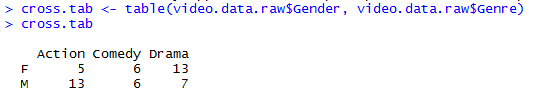 > cross.tab <- table(video.data.raw$Gender, video.data.raw$Genre)
> cross.tab
Action Comedy Drama
F 5 6 13
M 13 6 7